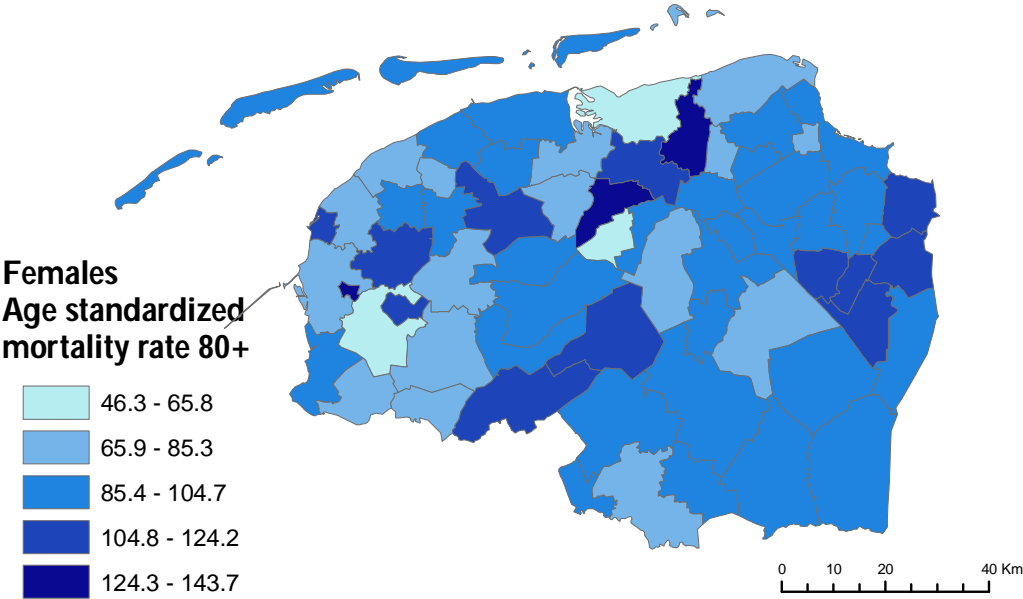 Females
Age standardized
mortality rate 80+
46.3 - 65.8
65.9 - 85.3
85.4 - 104.7
104.8 - 124.2
124.3 - 143.7
0 10 20 40 Km